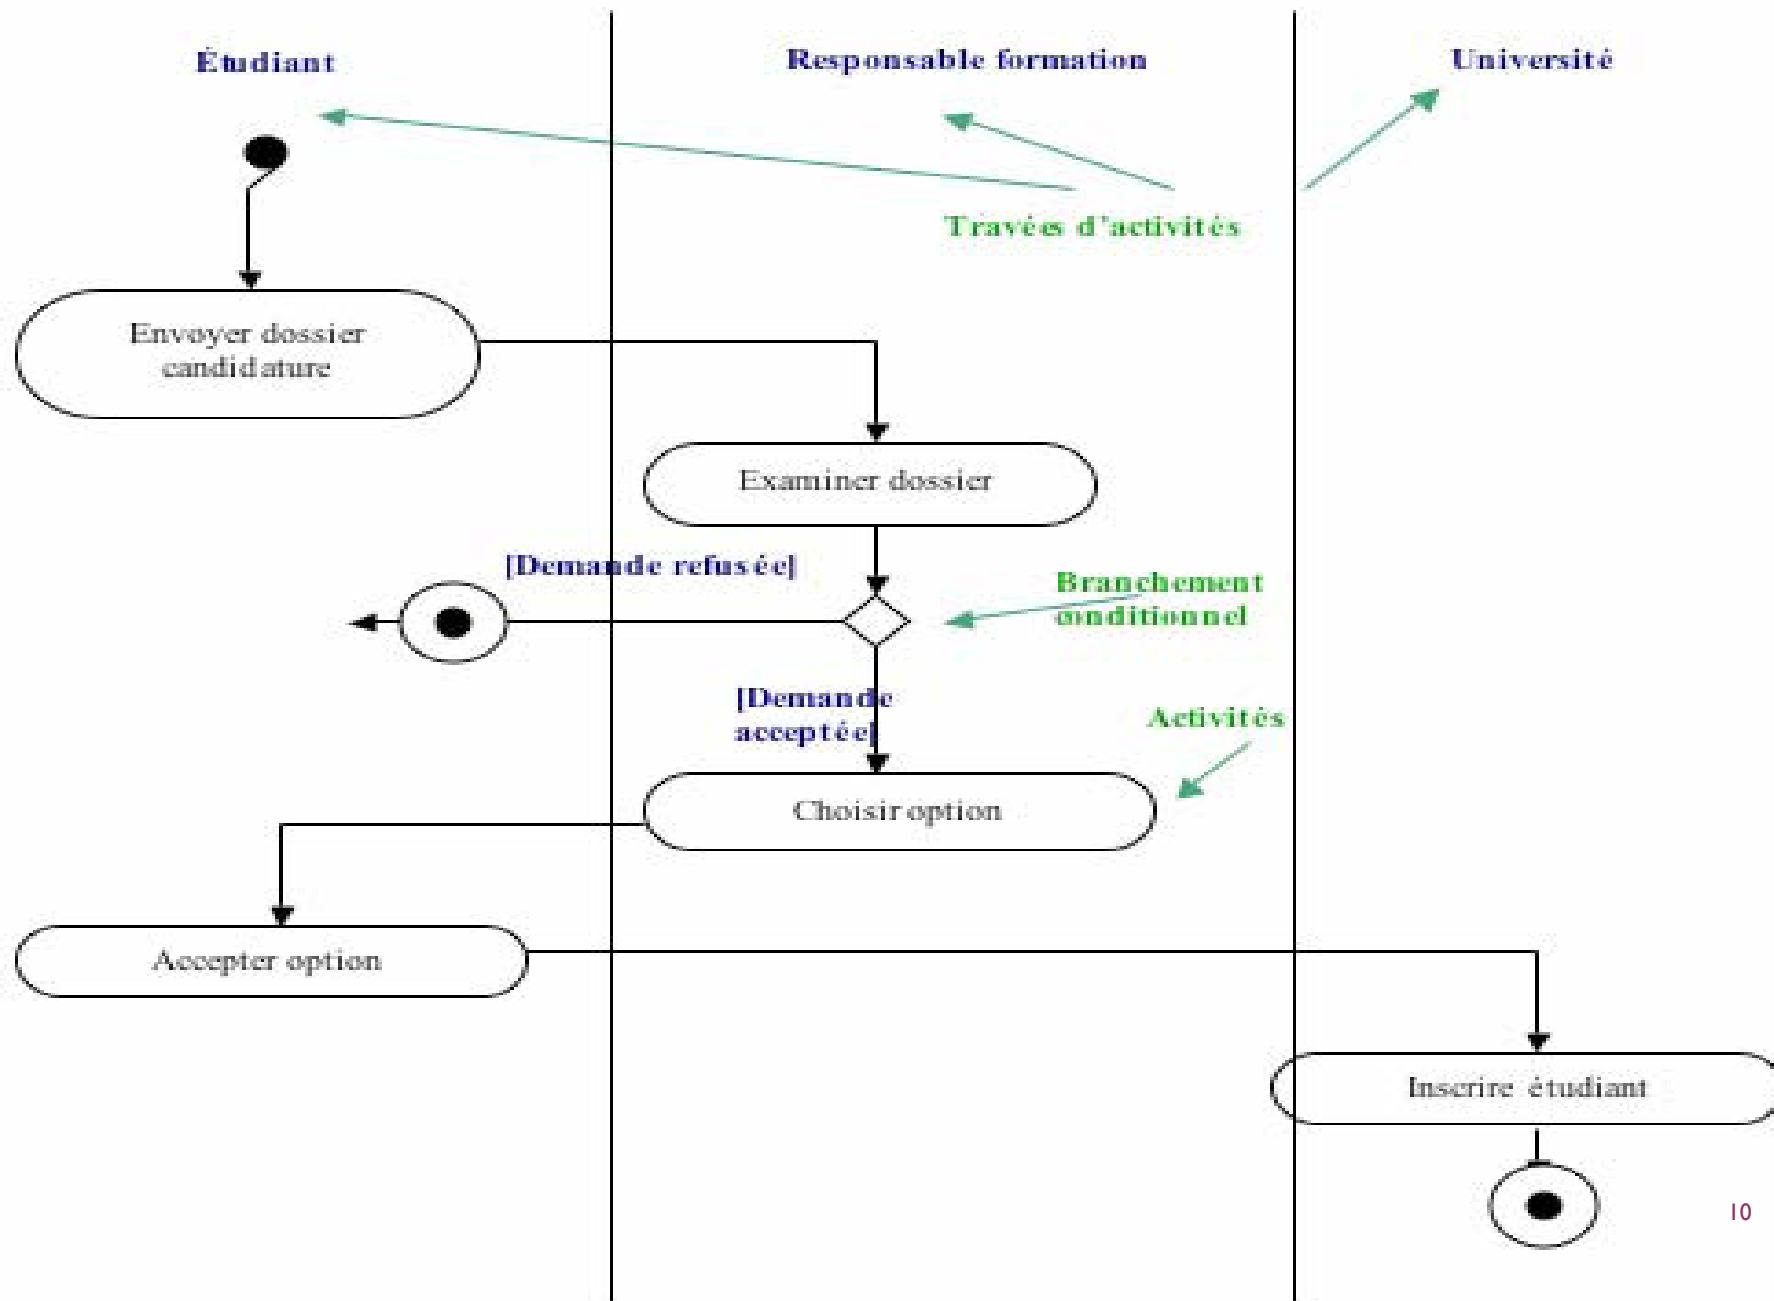 Étudiant
Responsable formation
Université
Travées d'activités
Envoyer dossier
candidature
Examiner dossier
[Demande refusée]
Branchement
conditionnel
[Demande
acceptée]
Activités
Choisir option
Accepter option
Inscrire étudiant
10